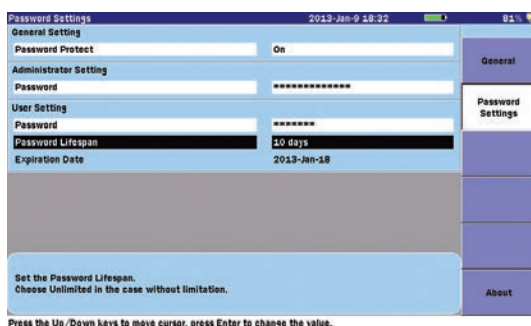 Password Settings 2013-Jan-9 18:32 81%
General Setting
Password Protect On
General
Administrator Setting
Password *************
Password
Settings
User Setting
Password *******
Password Lifespan 10 days
Expiration Date 2013-Jan-18
Set the Password Lifespan.
Choose Unlimited in the case without limitation.
About
Press the Up/Down keys to move cursor, press Enter to change the value.